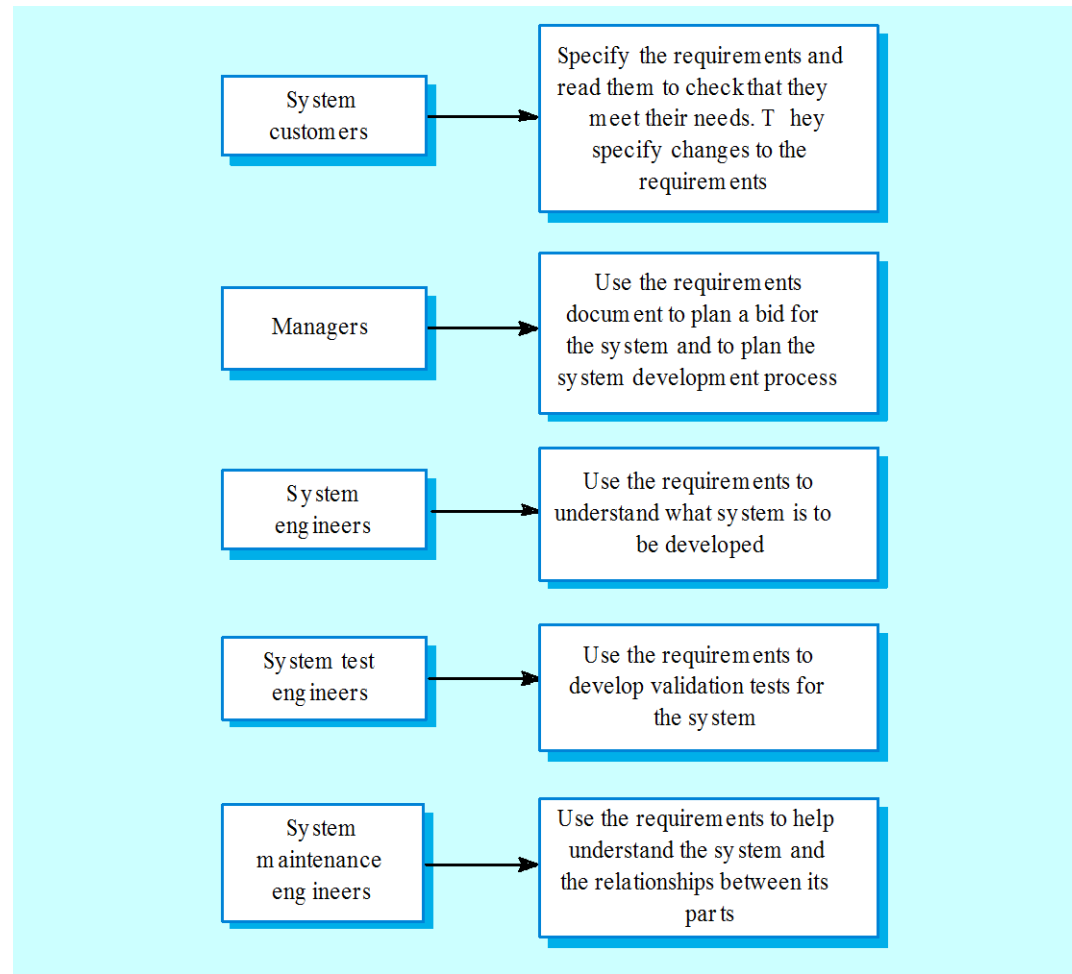 System
customers
Specify the requirements and
read them to check that they
meet their needs. T hey
specify changes to the
requirements
Managers
Use the requirements
document to plan a bid for
the system and to plan the
system development process
System
engineers
Use the requirements to
understand what system is to
be developed
System test
engineers
Use the requirements to
develop validation tests for
the system
System
maintenance
engineers
Use the requirements to help
understand the system and
the relationships between its
parts